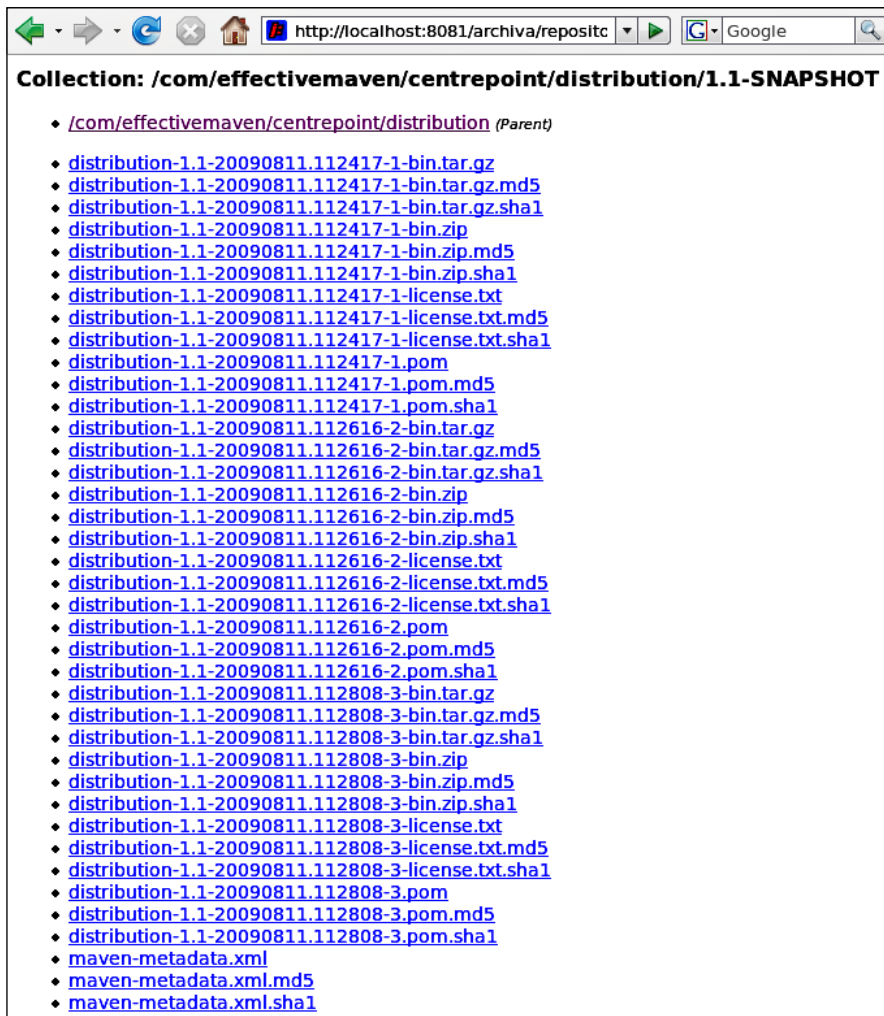 http://localhost:8081/archiva/reposito
G
Google
Collection: /com/effectivemaven/centrepoint/distribution/1.1-SNAPSHOT
/com/effectivemaven/centrepoint/distribution (Parent)
distribution-1.1-20090811.112417-1-bin.tar.gz
distribution-1.1-20090811.112417-1-bin.tar.gz.md5
distribution-1.1-20090811.112417-1-bin.tar.gz.sha1
distribution-1.1-20090811.112417-1-bin.zip
distribution-1.1-20090811.112417-1-bin.zip.md5
distribution-1.1-20090811.112417-1-bin.zip.sha1
distribution-1.1-20090811.112417-1-license.txt
distribution-1.1-20090811.112417-1-license.txt.md5
distribution-1.1-20090811.112417-1-license.txt.sha1
distribution-1.1-20090811.112417-1.pom
distribution-1.1-20090811.112417-1.pom.md5
distribution-1.1-20090811.112417-1.pom.sha1
distribution-1.1-20090811.112616-2-bin.tar.gz
distribution-1.1-20090811.112616-2-bin.tar.gz.md5
distribution-1.1-20090811.112616-2-bin.tar.gz.sha1
distribution-1.1-20090811.112616-2-bin.zip
distribution-1.1-20090811.112616-2-bin.zip.md5
distribution-1.1-20090811.112616-2-bin.zip.sha1
distribution-1.1-20090811.112616-2-license.txt
distribution-1.1-20090811.112616-2-license.txt.md5
distribution-1.1-20090811.112616-2-license.txt.sha1
distribution-1.1-20090811.112616-2.pom
distribution-1.1-20090811.112616-2.pom.md5
distribution-1.1-20090811.112616-2.pom.sha1
distribution-1.1-20090811.112808-3-bin.tar.gz
distribution-1.1-20090811.112808-3-bin.tar.gz.md5
distribution-1.1-20090811.112808-3-bin.tar.gz.sha1
distribution-1.1-20090811.112808-3-bin.zip
distribution-1.1-20090811.112808-3-bin.zip.md5
distribution-1.1-20090811.112808-3-bin.zip.sha1
distribution-1.1-20090811.112808-3-license.txt
distribution-1.1-20090811.112808-3-license.txt.md5
distribution-1.1-20090811.112808-3-license.txt.sha1
distribution-1.1-20090811.112808-3.pom
distribution-1.1-20090811.112808-3.pom.md5
distribution-1.1-20090811.112808-3.pom.sha1
maven-metadata.xml
maven-metadata.xml.md5
maven-metadata.xml.sha1